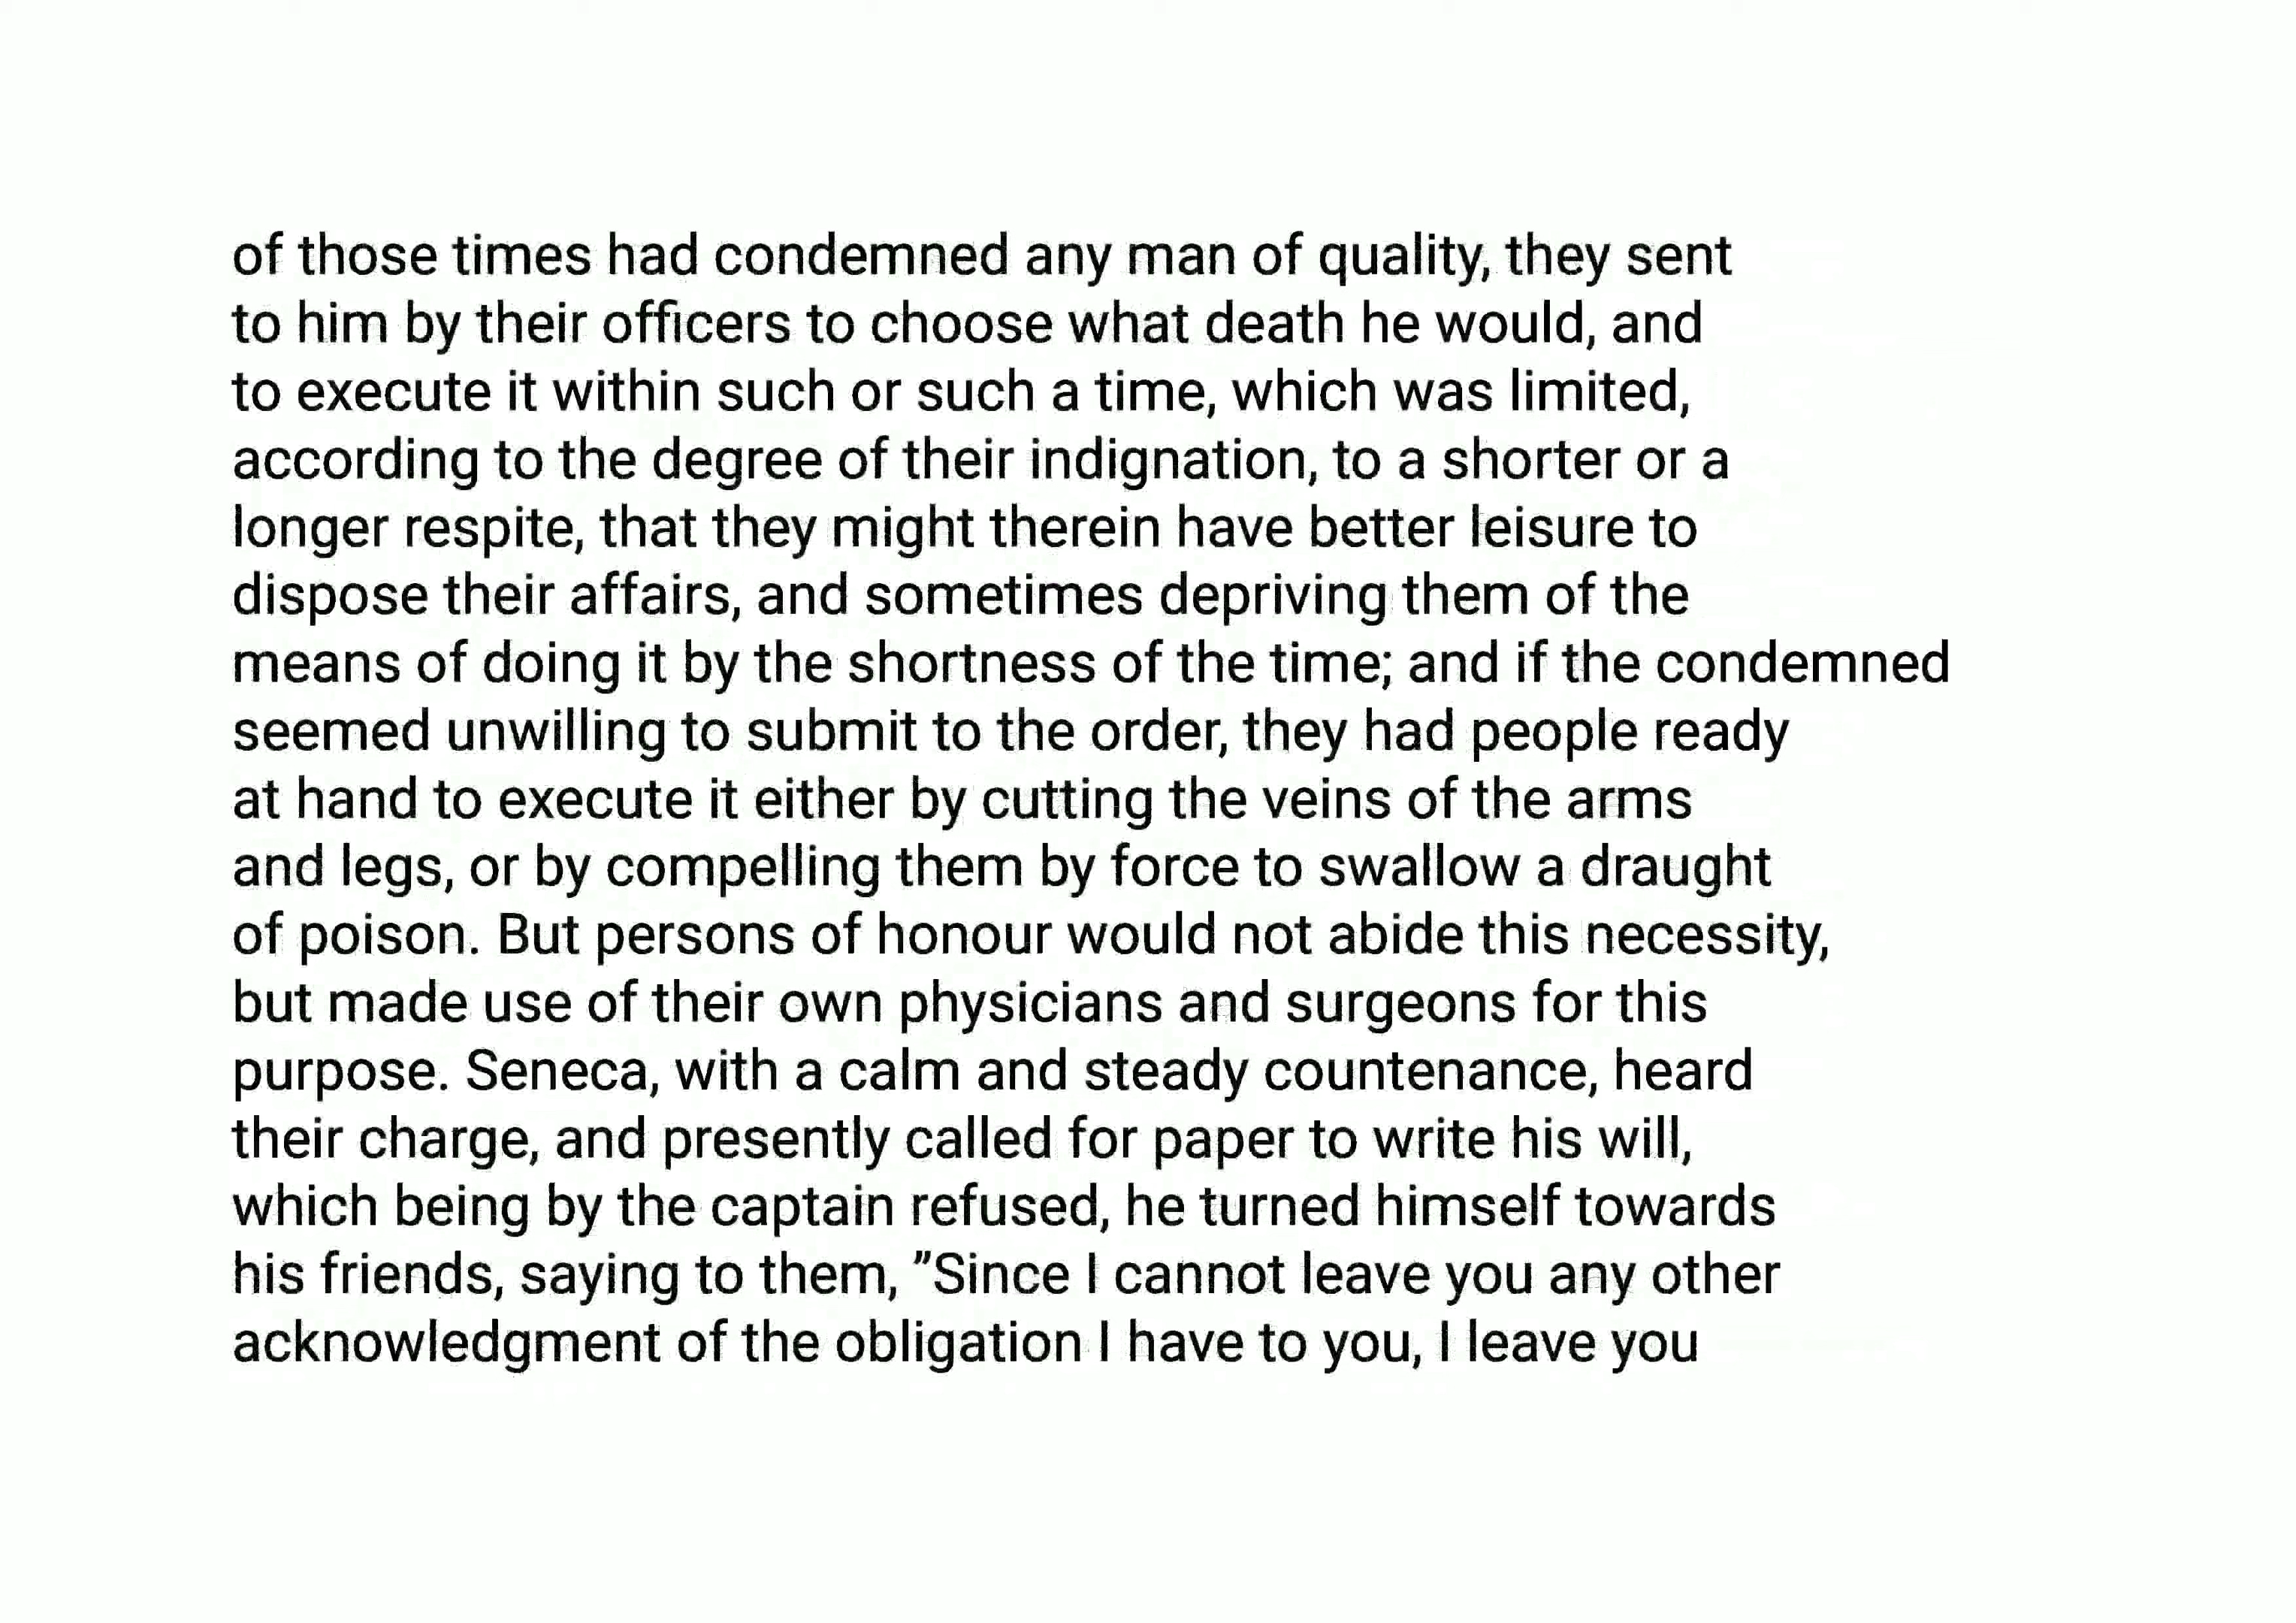 of those times had condemned any man of quality, they sent
to him by their officers to choose what death he would, and
to execute it within such or such a time, which was limited,
according to the degree of their indignation, to a shorter or a
longer respite, that they might therein have better leisure to
dispose their affairs, and sometimes depriving them of the
means of doing it by the shortness of the time; and if the condemned
seemed unwilling to submit to the order, they had people ready
at hand to execute it either by cutting the veins of the arms
and legs, or by compelling them by force to swallow a draught
of poison. But persons of honour would not abide this necessity,
but made use of their own physicians and surgeons for this
purpose. Seneca, with a calm and steady countenance, heard
their charge, and presently called for paper to write his will,
which being by the captain refused, he turned himself towards
his friends, saying to them, ”Since I cannot leave you any other
acknowledgment of the obligation I have to you, I leave you